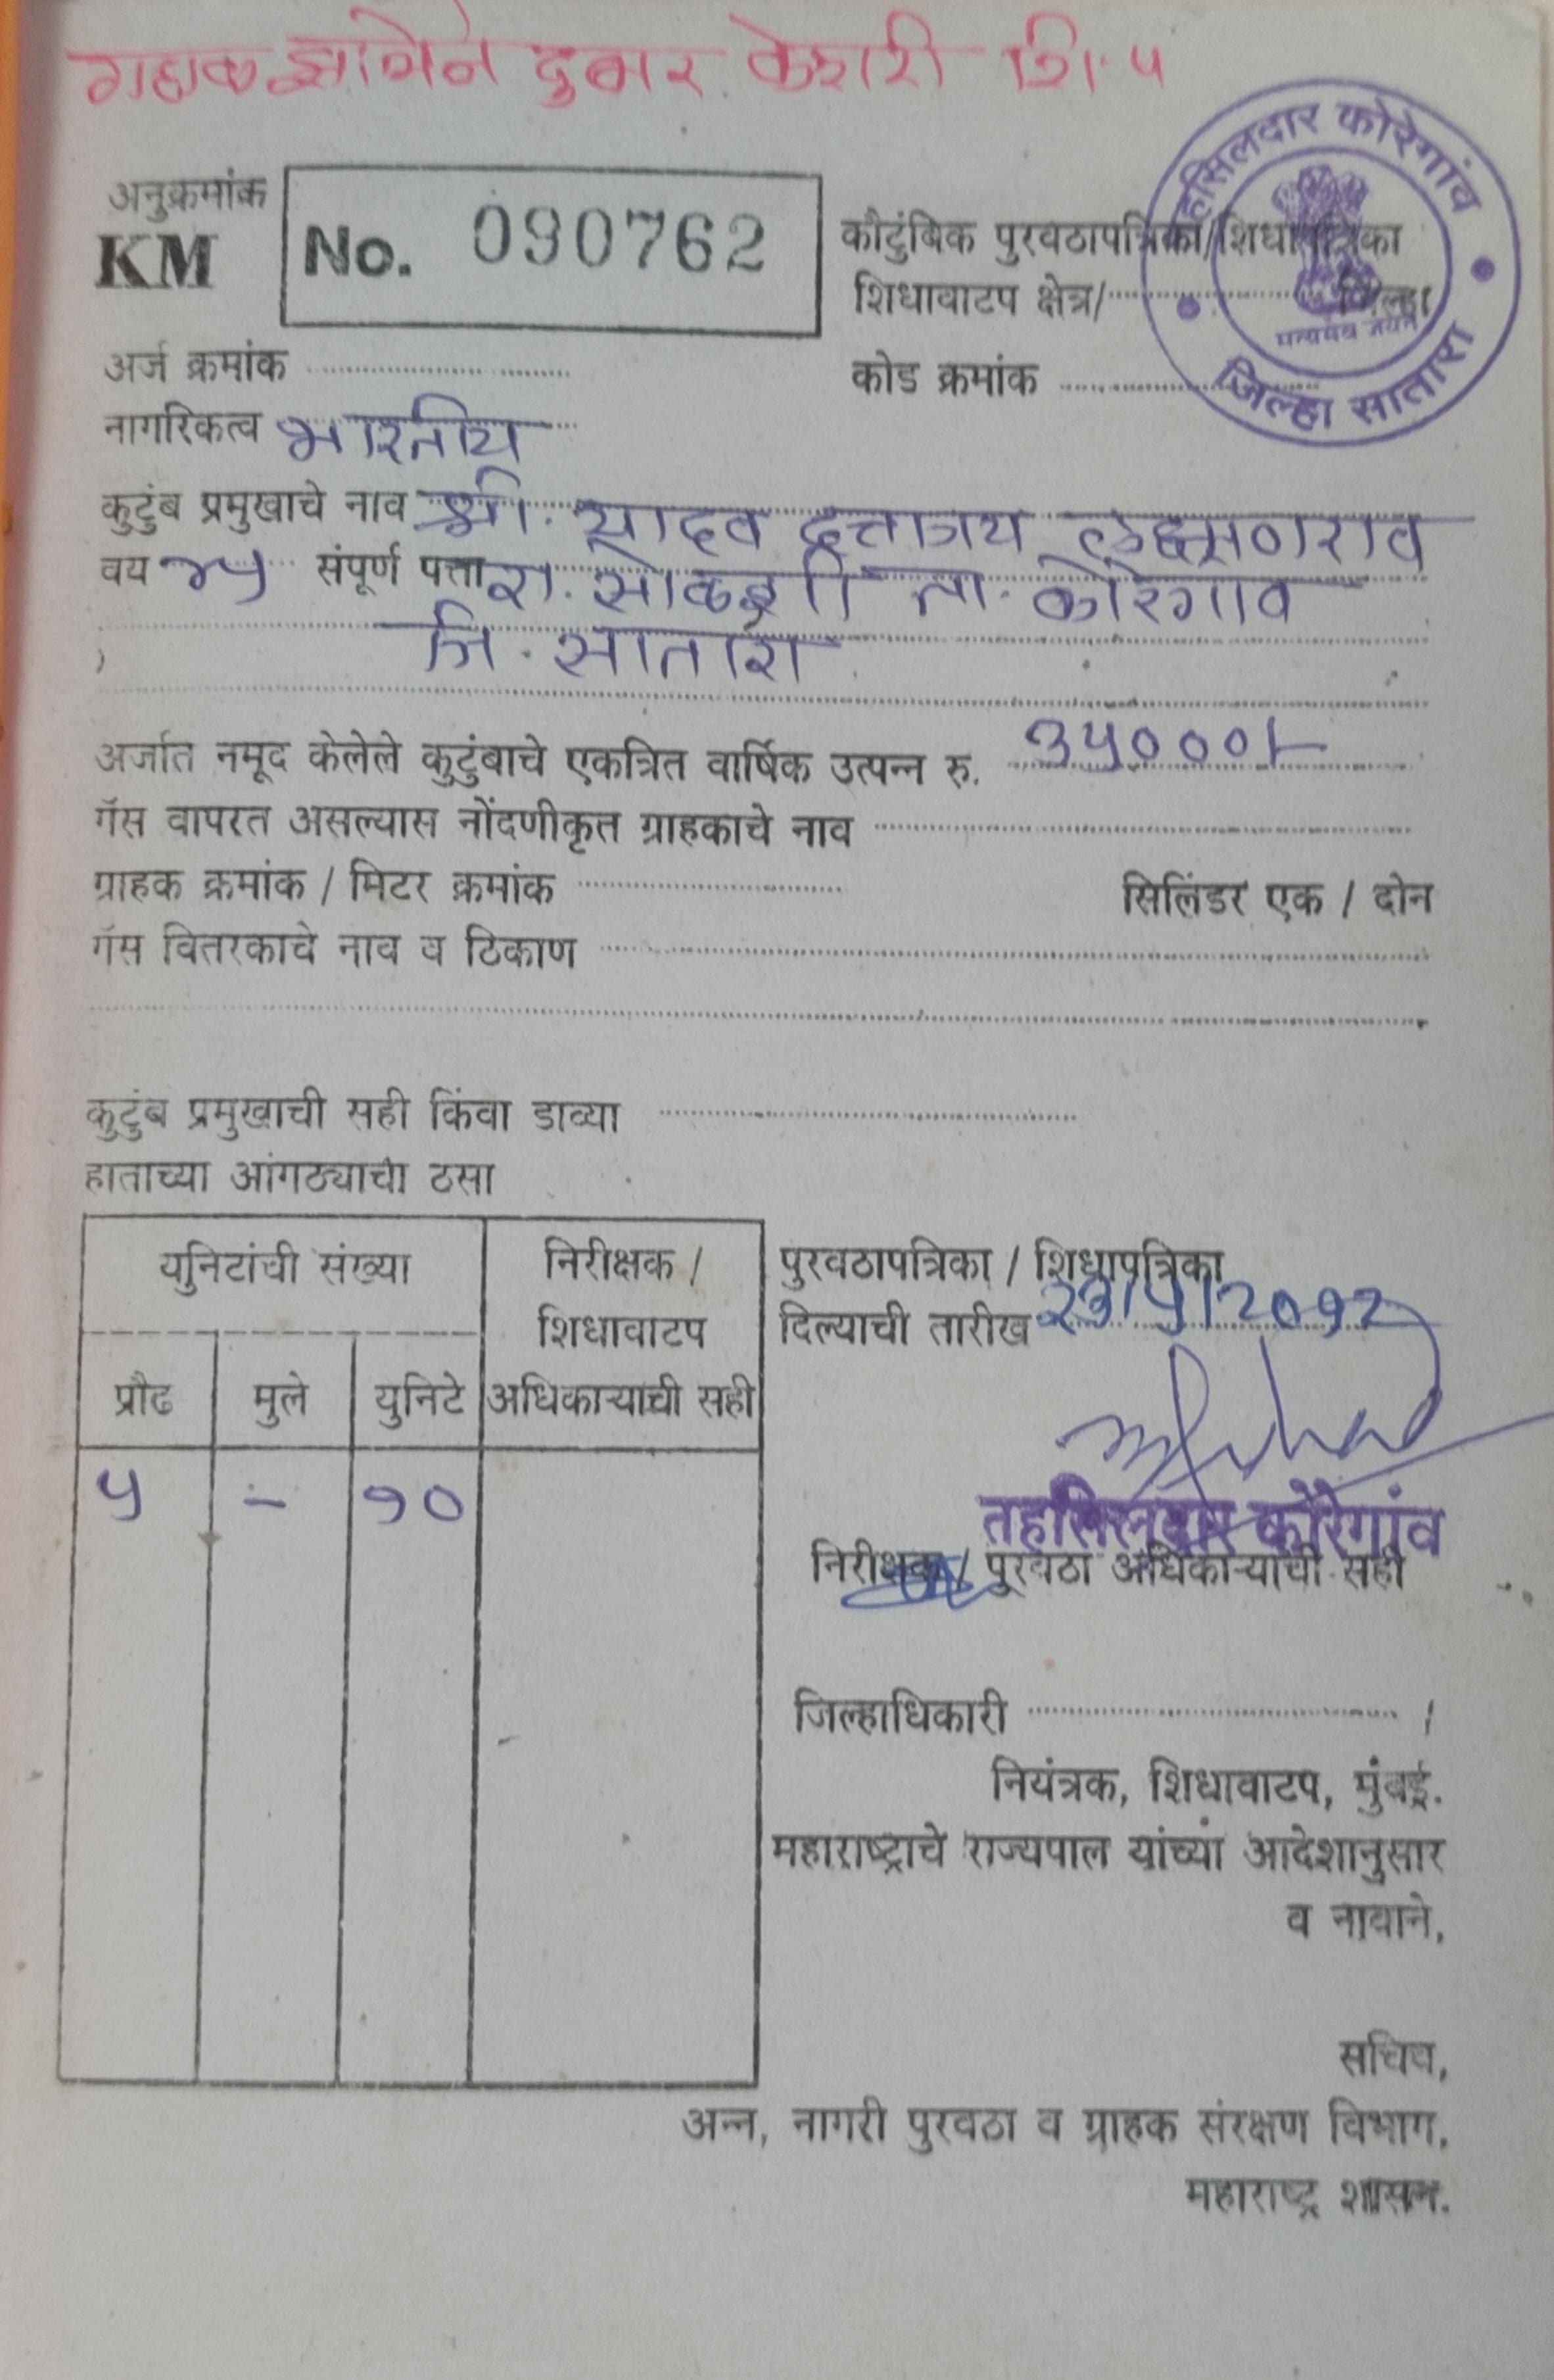 गहाळ झालेने दुबार केशरी शि. प
तहसिलदार कोरेगांव
जिल्हा सातारा
सत्यमेव जयते
अनुक्रमांक
KM No. 090762
कौटुंबिक पुरवठापत्रिका/शिधापत्रिका
शिधावाटप क्षेत्र/ जिल्हा
अर्ज क्रमांक
कोड क्रमांक
नागरिकत्व भारतीय
कुटुंब प्रमुखाचे नाव श्री. यादव दत्तात्रय लक्ष्मणराव
वय ४५ संपूर्ण पत्ता रा. सोळशी ता. कोरेगाव
जि. सातारा
अर्जात नमूद केलेले कुटुंबाचे एकत्रित वार्षिक उत्पन्न रु. ३५०००/-
गॅस वापरत असल्यास नोंदणीकृत ग्राहकाचे नाव
ग्राहक क्रमांक / मिटर क्रमांक सिलिंडर एक / दोन
गॅस वितरकाचे नाव व ठिकाण
कुटुंब प्रमुखाची सही किंवा डाव्या
हाताच्या आंगठ्याचा ठसा
युनिटांची संख्या
निरीक्षक /
शिधावाटप
अधिकाऱ्याची सही
प्रौढ मुले युनिटे
५ – १०
पुरवठापत्रिका / शिधापत्रिका
दिल्याची तारीख २३/५/२०१२
तहसिलदार कोरेगांव
निरीक्षक / पुरवठा अधिकाऱ्याची सही
जिल्हाधिकारी /
नियंत्रक, शिधावाटप, मुंबई.
महाराष्ट्राचे राज्यपाल यांच्या आदेशानुसार
व नावाने,
सचिव,
अन्न, नागरी पुरवठा व ग्राहक संरक्षण विभाग,
महाराष्ट्र शासन.